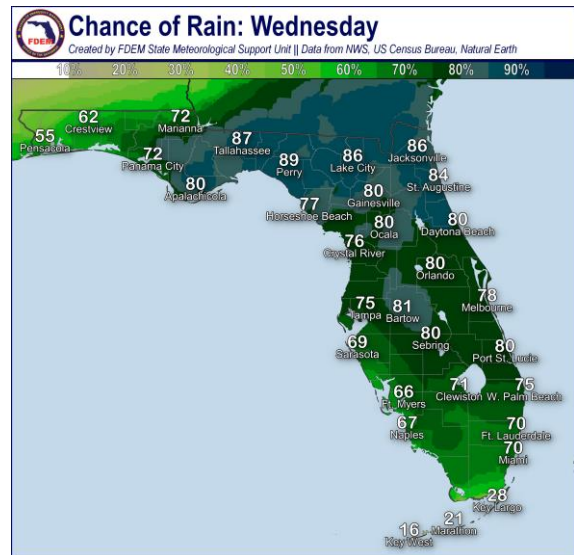 FDEM
Chance of Rain: Wednesday
Created by FDEM State Meteorological Support Unit || Data from NWS, US Census Bureau, Natural Earth
10% 20% 30% 40% 50% 60% 70% 80% 90%
62
Crestview
72
Marianna
55
Pensacola
87
Tallahassee
86
Jacksonville
72
Panama City
89
Perry
86
Lake City
84
St. Augustine
80
Apalachicola
80
Gainesville
77
Horseshoe Beach
80
Ocala
80
Daytona Beach
76
Crystal River
80
Orlando
78
Melbourne
75
Tampa
81
Bartow
69
Sarasota
80
Sebring
80
Port St. Lucie
66
Ft. Myers
71
Clewiston
75
W. Palm Beach
67
Naples
70
Ft. Lauderdale
70
Miami
28
Key Largo
21
Marathon
16
Key West